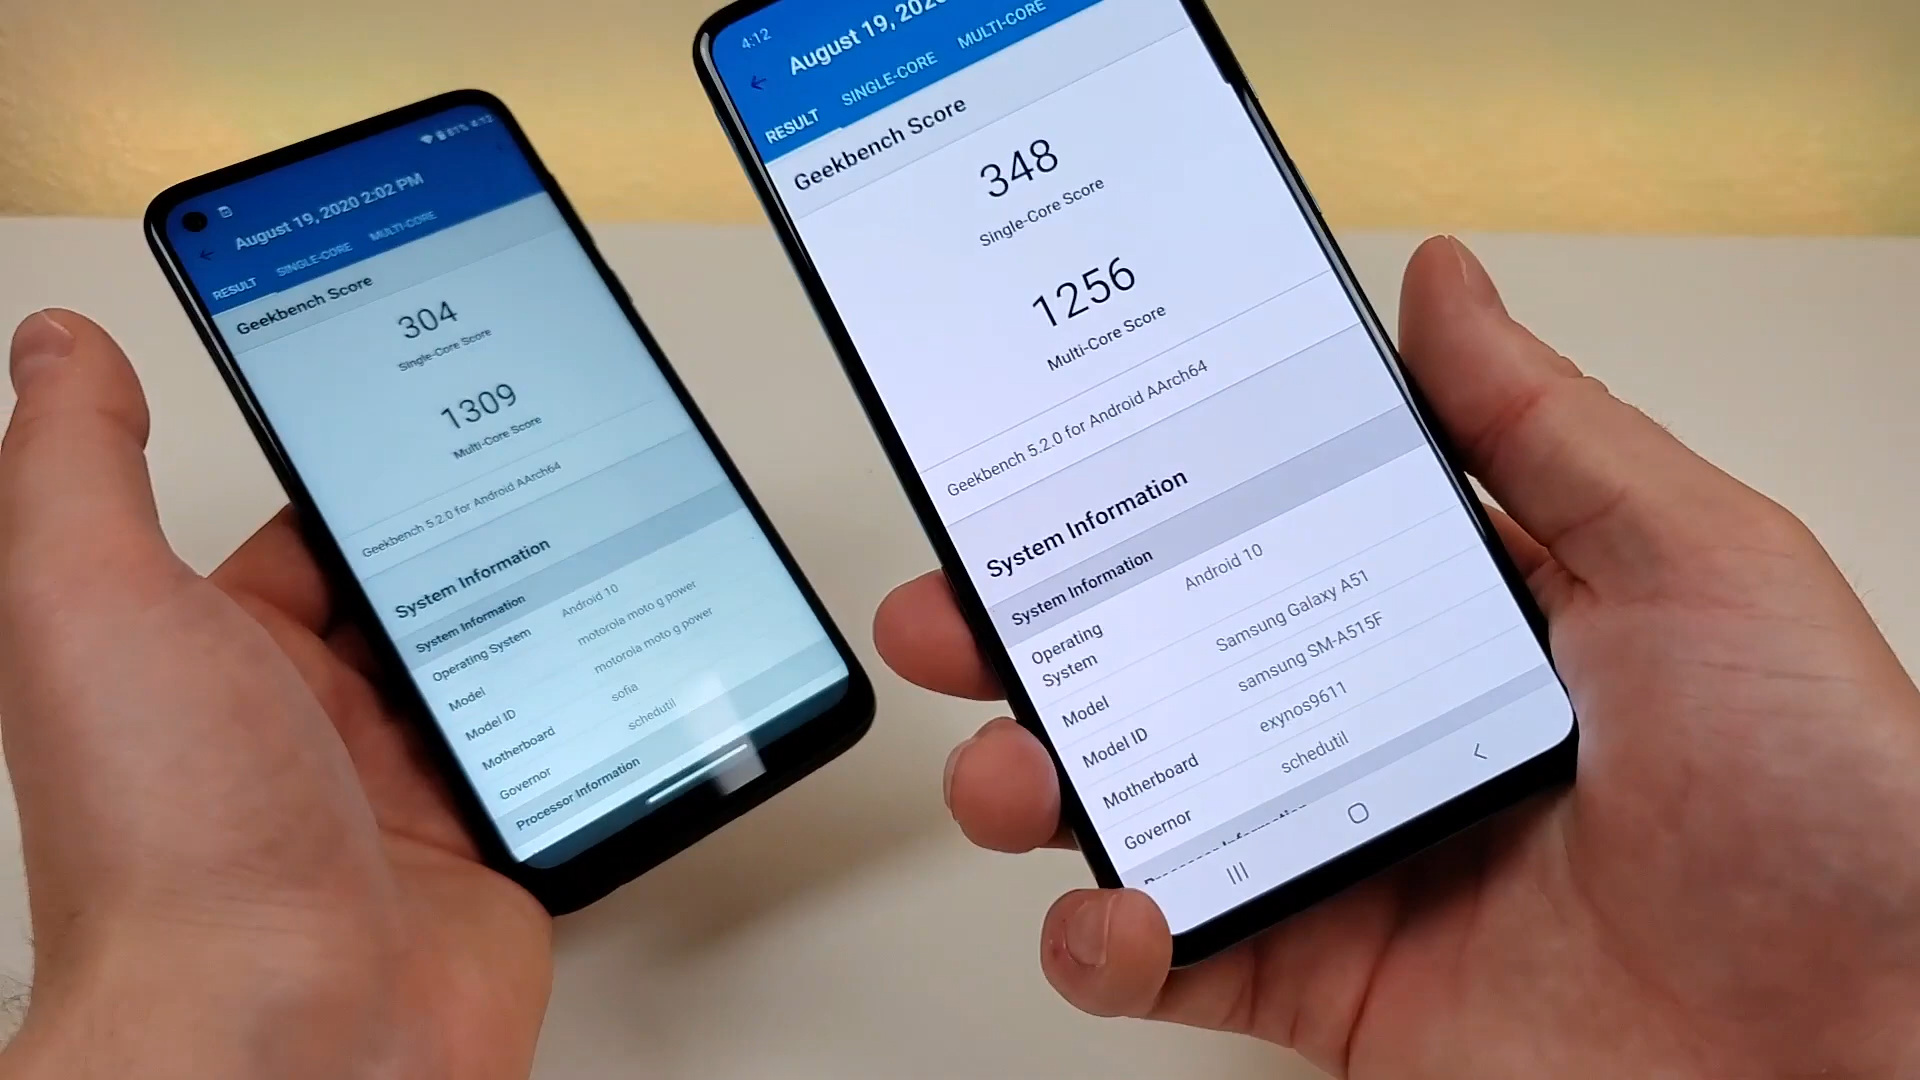 81% 4:12
August 19, 2020 2:02 PM
RESULT SINGLE-CORE MULTI-CORE
Geekbench Score
304
Single-Core Score
1309
Multi-Core Score
Geekbench 5.2.0 for Android AArch64
System Information
System Information
Operating System Android 10
Model motorola moto g power
Model ID motorola moto g power
Motherboard sofia
Governor schedutil
Processor Information
4:12
August 19, 202
RESULT SINGLE-CORE MULTI-CORE
Geekbench Score
348
Single-Core Score
1256
Multi-Core Score
Geekbench 5.2.0 for Android AArch64
System Information
System Information
Operating Android 10
System
Model Samsung Galaxy A51
Model ID samsung SM-A515F
Motherboard exynos9611
Governor schedutil